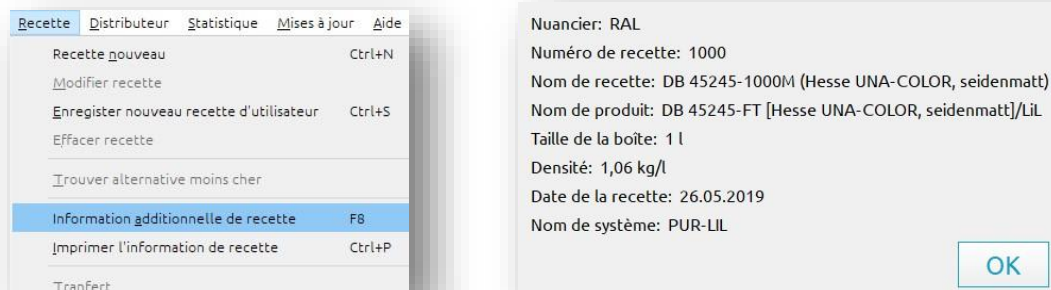 Recette Distributeur Statistique Mises à jour Aide
Recette nouveau Ctrl+N
Modifier recette
Enregister nouveau recette d'utilisateur Ctrl+S
Effacer recette
Trouver alternative moins cher
Information additionnelle de recette F8
Imprimer l'information de recette Ctrl+P
Tranfert
Nuancier: RAL
Numéro de recette: 1000
Nom de recette: DB 45245-1000M (Hesse UNA-COLOR, seidenmatt)
Nom de produit: DB 45245-FT [Hesse UNA-COLOR, seidenmatt]/LiL
Taille de la boîte: 1 l
Densité: 1,06 kg/l
Date de la recette: 26.05.2019
Nom de système: PUR-LIL
OK